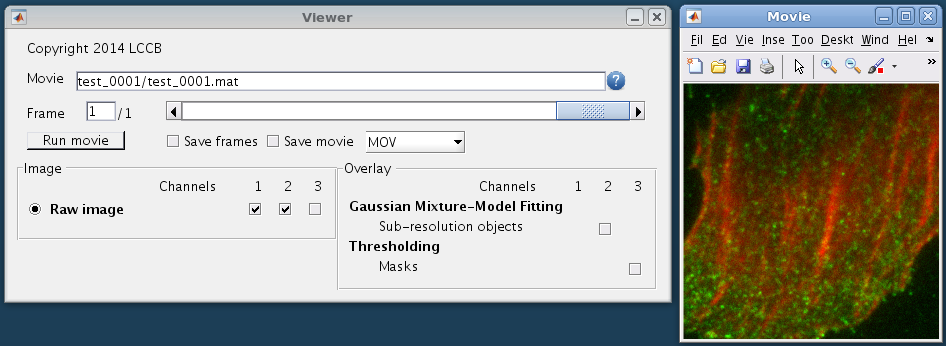 Viewer
Copyright 2014 LCCB
Movie test_0001/test_0001.mat ?
Frame 1 / 1
Run movie Save frames Save movie MOV
Image
Channels 1 2 3
Raw image
Overlay
Channels 1 2 3
Gaussian Mixture-Model Fitting
Sub-resolution objects
Thresholding
Masks
Movie
Fil Ed Vie Inse Too Deskt Wind Hel